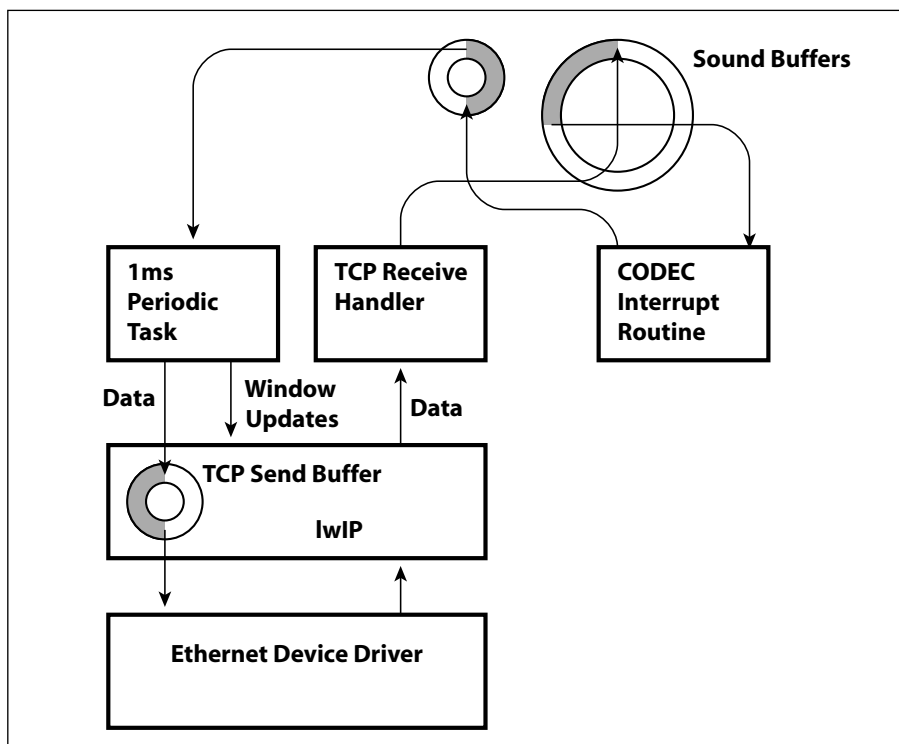 Sound Buffers
1ms
Periodic
Task
TCP Receive
Handler
CODEC
Interrupt
Routine
Data
Window
Updates
Data
TCP Send Buffer
lwIP
Ethernet Device Driver